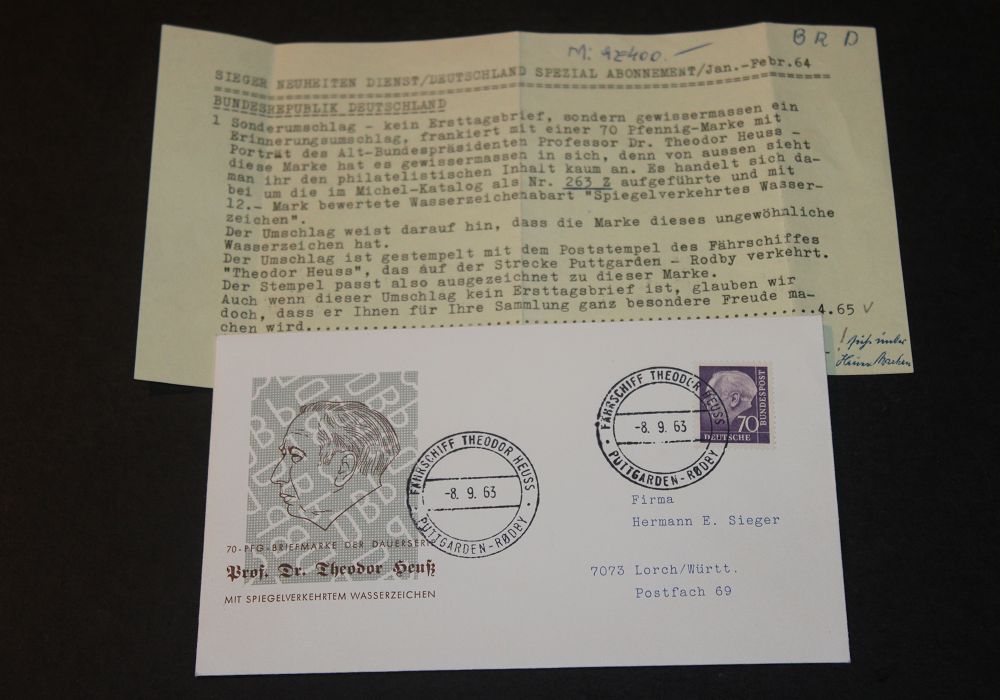 BRD
SIEGER NEUHEITEN DIENST/DEUTSCHLAND SPEZIAL ABONNEMENT/Jan.-Febr.64
BUNDESREPUBLIK DEUTSCHLAND
1 Sonderumschlag - kein Ersttagsbrief, sondern gewissermassen ein
Erinnerungsumschlag, frankiert mit einer 70 Pfennig-Marke mit
Porträt des Alt-Bundespräsidenten Professor Dr. Theodor Heuss -
diese Marke hat es gewissermassen in sich, denn von aussen sieht
man ihr den philatelistischen Inhalt kaum an. Es handelt sich da-
bei um die im Michel-Katalog als Nr. 263 Z aufgeführte und mit
12.- Mark bewertete Wasserzeichenabart "Spiegelverkehrtes Wasser-
zeichen".
Der Umschlag weist darauf hin, dass die Marke dieses ungewöhnliche
Wasserzeichen hat.
Der Umschlag ist gestempelt mit dem Poststempel des Fährschiffes
"Theodor Heuss", das auf der Strecke Puttgarden - Rodby verkehrt.
Der Stempel passt also ausgezeichnet zu dieser Marke.
Auch wenn dieser Umschlag kein Ersttagsbrief ist, glauben wir
doch, dass er Ihnen für Ihre Sammlung ganz besondere Freude ma-
chen wird..................................................4.65
FÄHRSCHIFF THEODOR HEUSS
-8. 9. 63
PUTTGARDEN-RØDBY
FÄHRSCHIFF THEODOR HEUSS
-8. 9. 63
PUTTGARDEN-RØDBY
70
DEUTSCHE
BUNDESPOST
Firma
Hermann E. Sieger
7073 Lorch/Württ.
Postfach 69
70-PFG-BRIEFMARKE DER DAUERSERIE
Prof. Dr. Theodor Heuß
MIT SPIEGELVERKEHRTEM WASSERZEICHEN